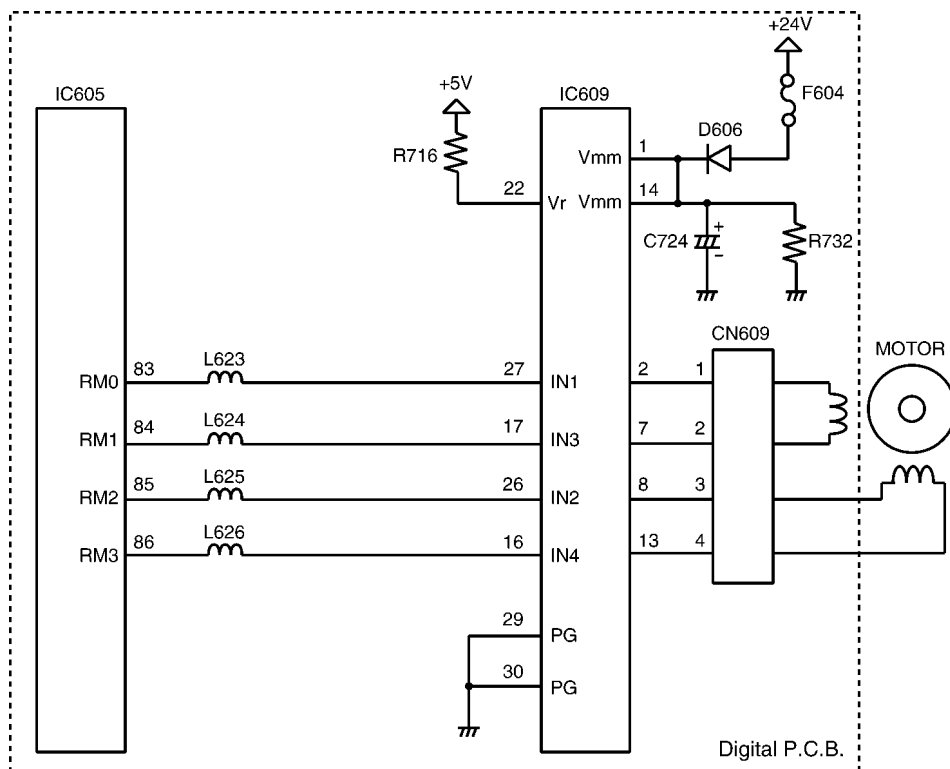 +24V
IC605
+5V
IC609
F604
D606
R716
Vmm
1
22
Vr
Vmm
14
C724
+
−
R732
CN609
MOTOR
RM0
83
L623
27
IN1
2
1
RM1
84
L624
17
IN3
7
2
RM2
85
L625
26
IN2
8
3
RM3
86
L626
16
IN4
13
4
29
PG
30
PG
Digital P.C.B.